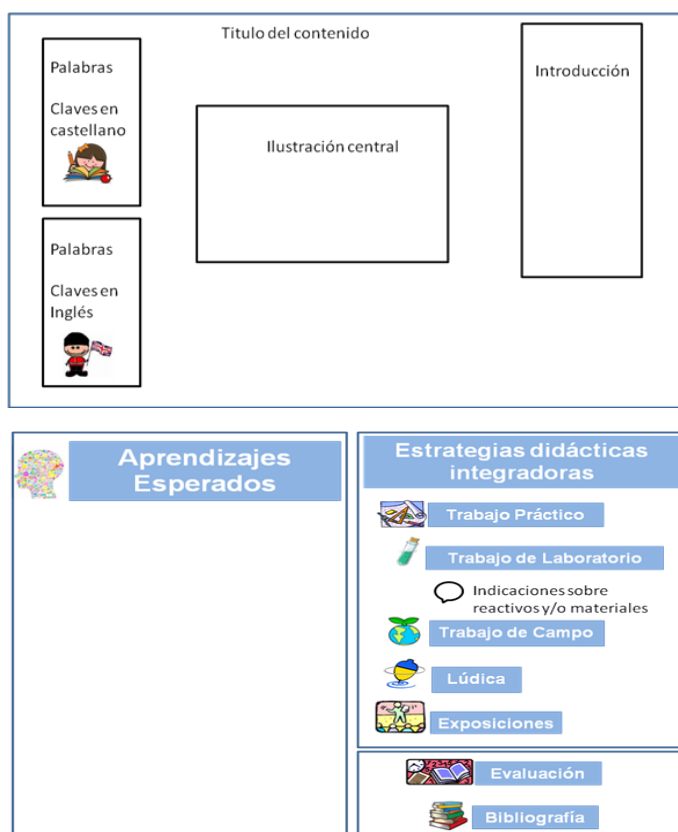 Titulo del contenido
Palabras
Claves en
castellano
Palabras
Claves en
Inglés
Ilustración central
Introducción
Aprendizajes
Esperados
Estrategias didácticas
integradoras
Trabajo Práctico
Trabajo de Laboratorio
Indicaciones sobre
reactivos y/o materiales
Trabajo de Campo
Lúdica
Exposiciones
Evaluación
Bibliografía